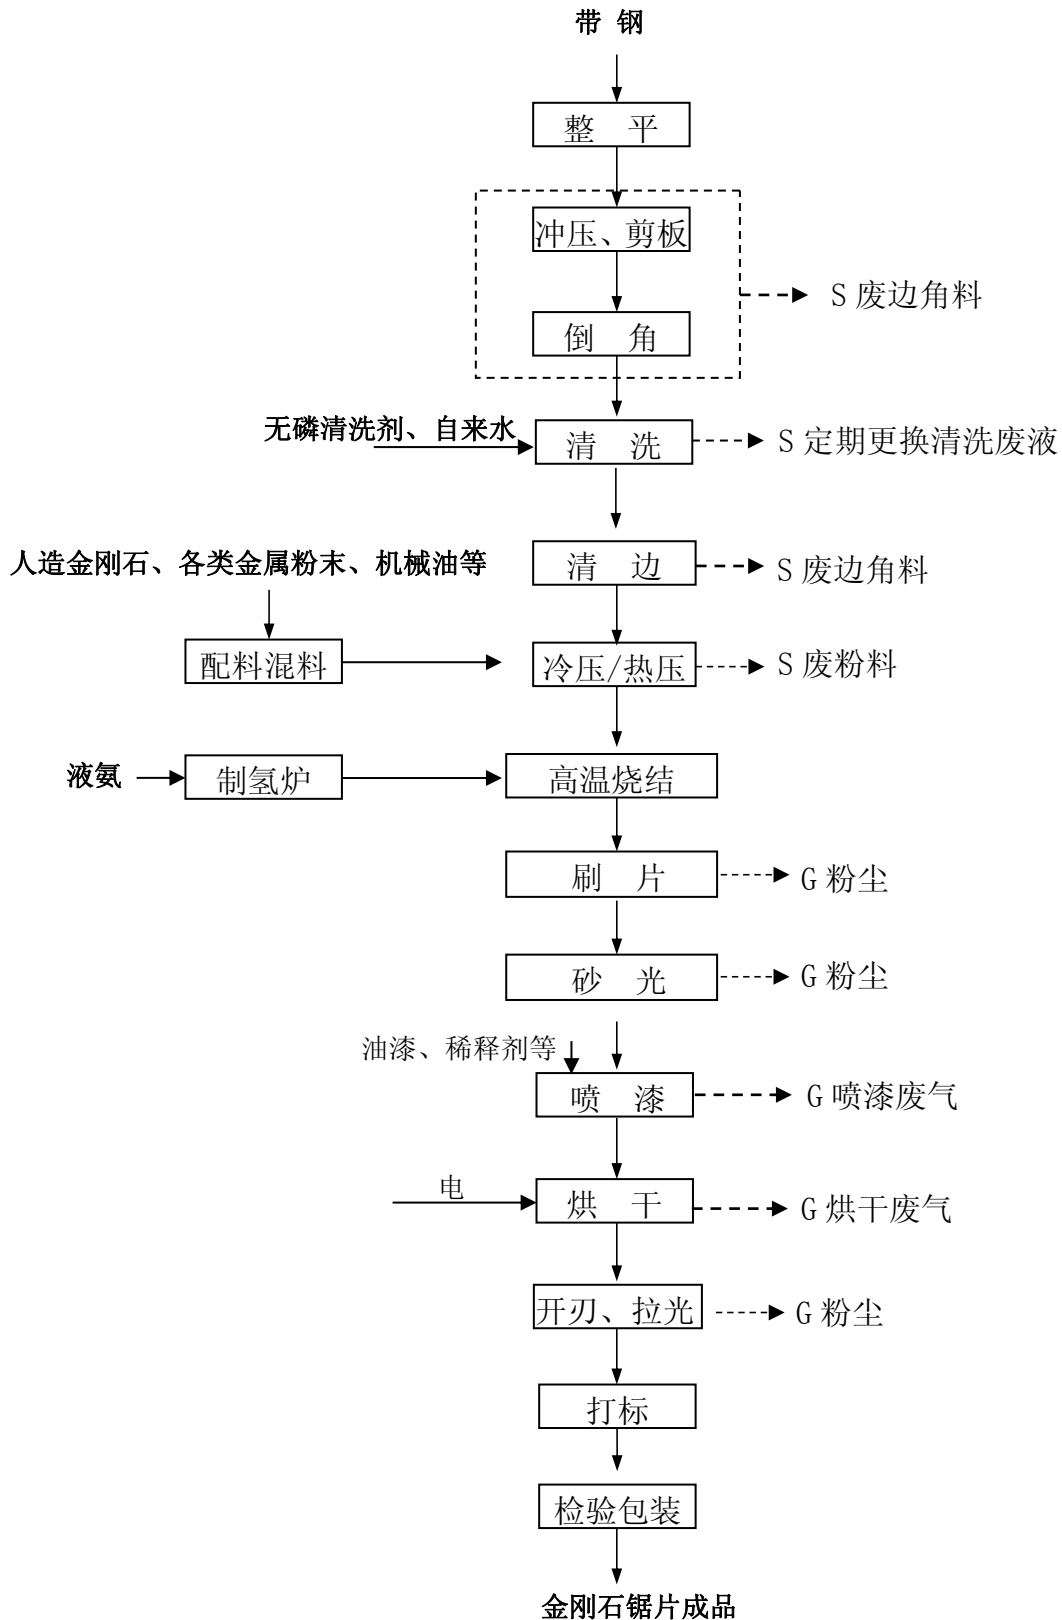 带 钢
整 平
冲压、剪板
S 废边角料
倒 角
无磷清洗剂、自来水
清 洗
S 定期更换清洗废液
人造金刚石、各类金属粉末、机械油等
清 边
S 废边角料
配料混料
冷压/热压
S 废粉料
液氨
制氢炉
高温烧结
刷 片
G 粉尘
砂 光
G 粉尘
油漆、稀释剂等
喷 漆
G 喷漆废气
电
烘 干
G 烘干废气
开刃、拉光
G 粉尘
打标
检验包装
金刚石锯片成品